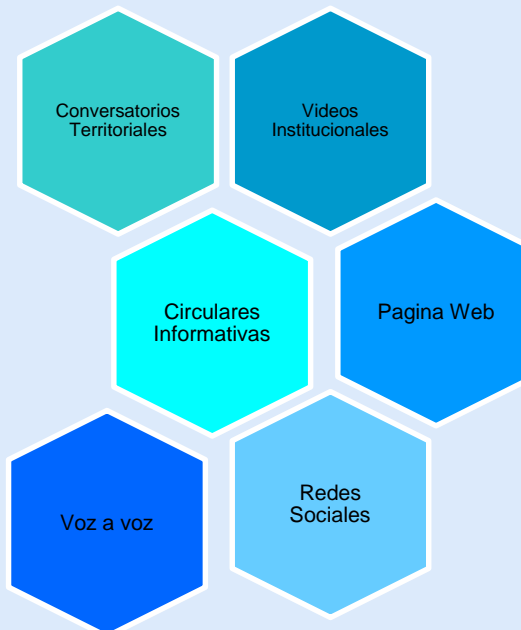 Conversatorios
Territoriales
Videos
Institucionales
Circulares
Informativas
Pagina Web
Redes
Sociales
Voz a voz